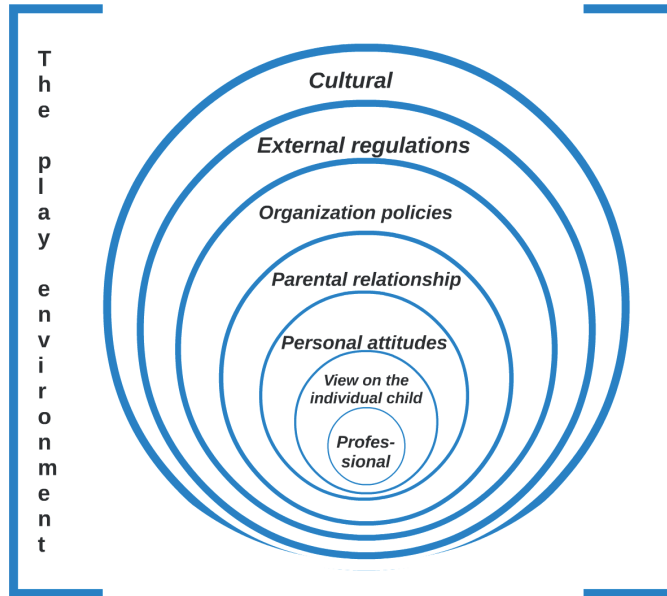 The play environment
Cultural
External regulations
Organization policies
Parental relationship
Personal attitudes
View on the
individual child
Profes-
sional